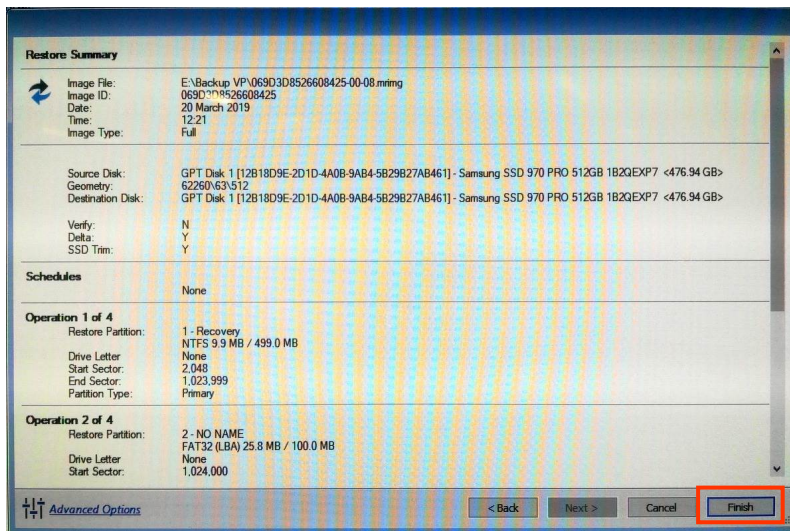 Restore Summary
Image File: E:\Backup VP\069D3D8526608425-00-08.mrimg
Image ID: 069D3D8526608425
Date: 20 March 2019
Time: 12:21
Image Type: Full
Source Disk: GPT Disk 1 [12B18D9E-2D1D-4A0B-9AB4-5B29B27AB461] - Samsung SSD 970 PRO 512GB 1B2QEXP7 <476.94 GB>
Geometry: 62260\63\512
Destination Disk: GPT Disk 1 [12B18D9E-2D1D-4A0B-9AB4-5B29B27AB461] - Samsung SSD 970 PRO 512GB 1B2QEXP7 <476.94 GB>
Verify: N
Delta: Y
SSD Trim: Y
Schedules
None
Operation 1 of 4
Restore Partition: 1 - Recovery
NTFS 9.9 MB / 499.0 MB
Drive Letter None
Start Sector: 2,048
End Sector: 1,023,999
Partition Type: Primary
Operation 2 of 4
Restore Partition: 2 - NO NAME
FAT32 (LBA) 25.8 MB / 100.0 MB
Drive Letter None
Start Sector: 1,024,000
Advanced Options < Back Next > Cancel Finish